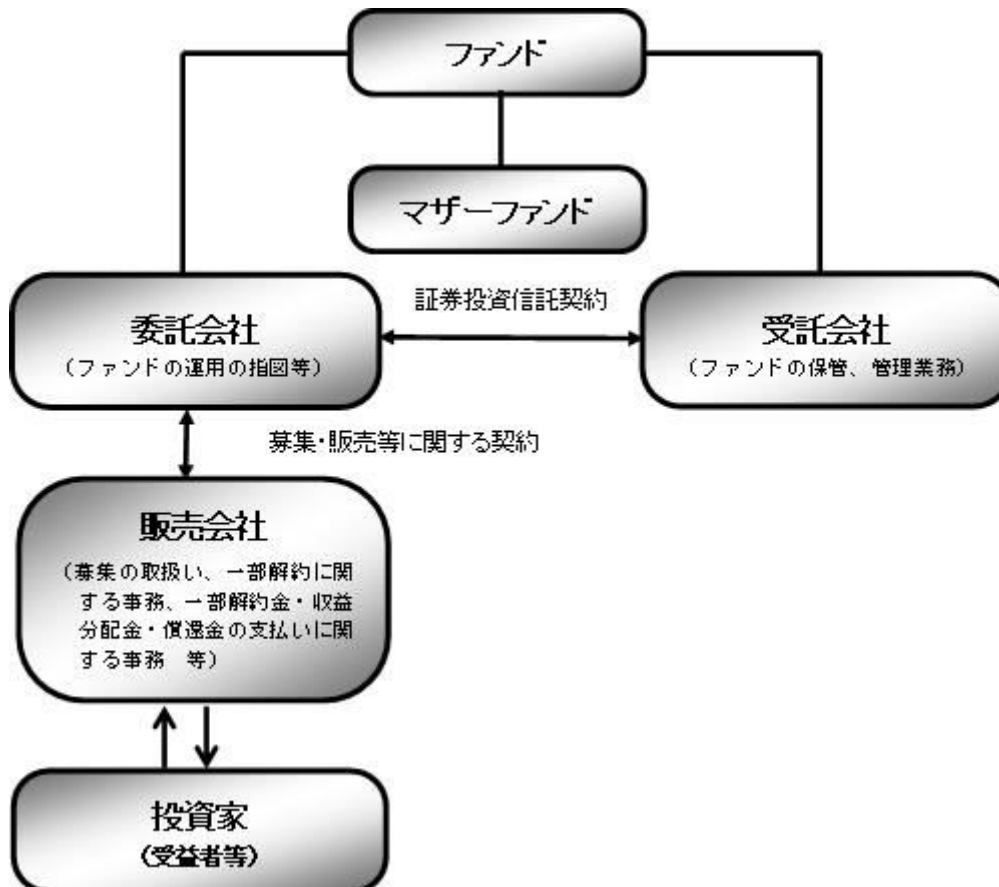 ファンド
マザーファンド
証券投資信託契約
委託会社
(ファンドの運用の指図等)
受託会社
(ファンドの保管、管理業務)
募集・販売等に関する契約
販売会社
(募集の取扱い、一部解約に関
する事務、一部解約金・収益
分配金・償還金の支払いに関
する事務　等)
投資家
(受益者等)